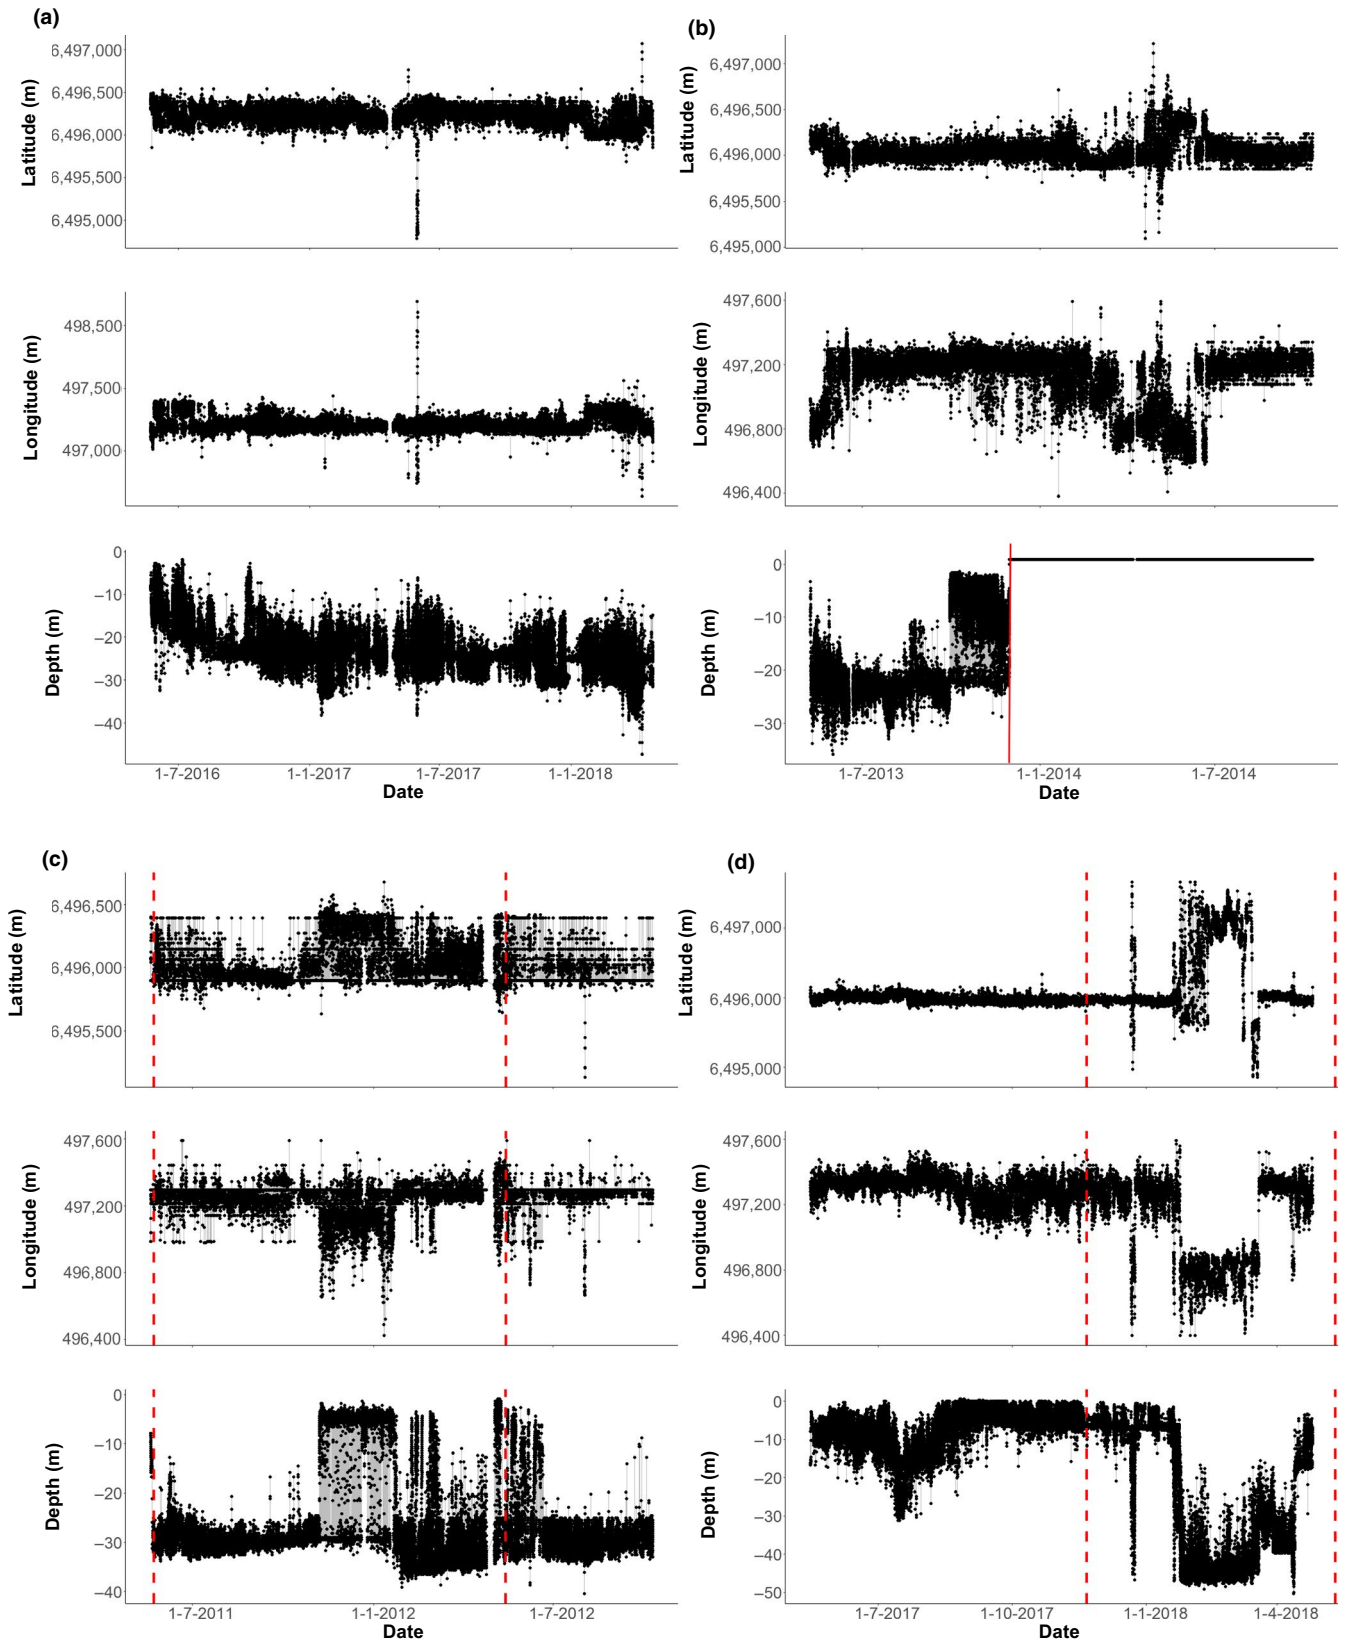 (a)
Latitude (m)
6,497,000
6,496,500
6,496,000
6,495,500
6,495,000
Longitude (m)
498,500
497,500
497,000
Depth (m)
0
−10
−20
−30
−40
1-7-2016 1-1-2017 1-7-2017 1-1-2018
Date
(b)
Latitude (m)
6,497,000
6,496,500
6,496,000
6,495,500
6,495,000
Longitude (m)
497,600
497,200
496,800
496,400
Depth (m)
0
−10
−20
−30
1-7-2013 1-1-2014 1-7-2014
Date
(c)
Latitude (m)
6,496,500
6,496,000
6,495,500
Longitude (m)
497,600
497,200
496,800
496,400
Depth (m)
0
−10
−20
−30
−40
1-7-2011 1-1-2012 1-7-2012
Date
(d)
Latitude (m)
6,497,000
6,496,000
6,495,000
Longitude (m)
497,600
497,200
496,800
496,400
Depth (m)
0
−10
−20
−30
−40
−50
1-7-2017 1-10-2017 1-1-2018 1-4-2018
Date